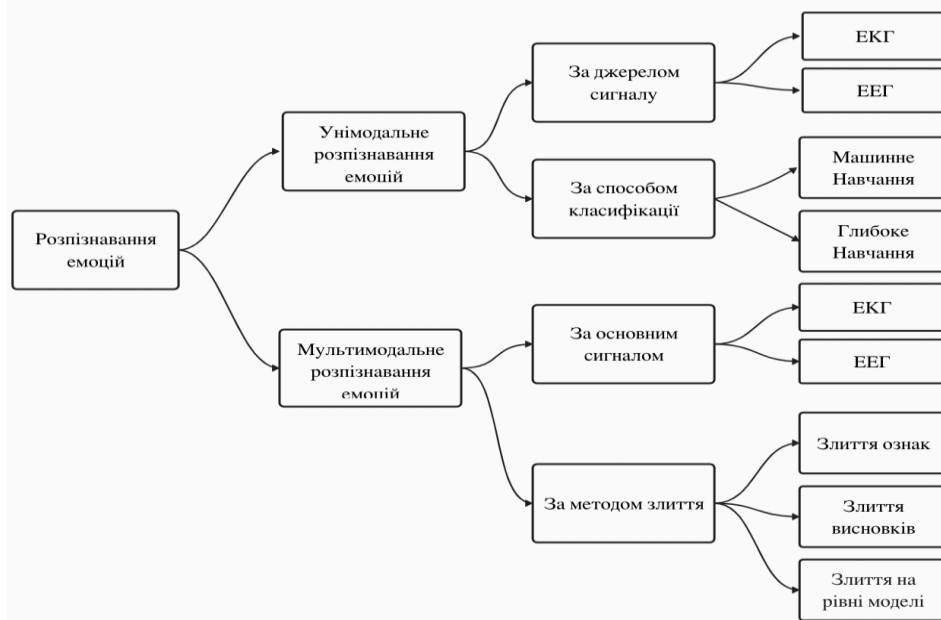 Розпізнавання
емоцій
Унімодальне
розпізнавання
емоцій
Мультимодальне
розпізнавання
емоцій
За джерелом
сигналу
За способом
класифікації
За основним
сигналом
За методом злиття
ЕКГ
ЕЕГ
Машинне
Навчання
Глибоке
Навчання
ЕКГ
ЕЕГ
Злиття ознак
Злиття
висновків
Злиття на
рівні моделі